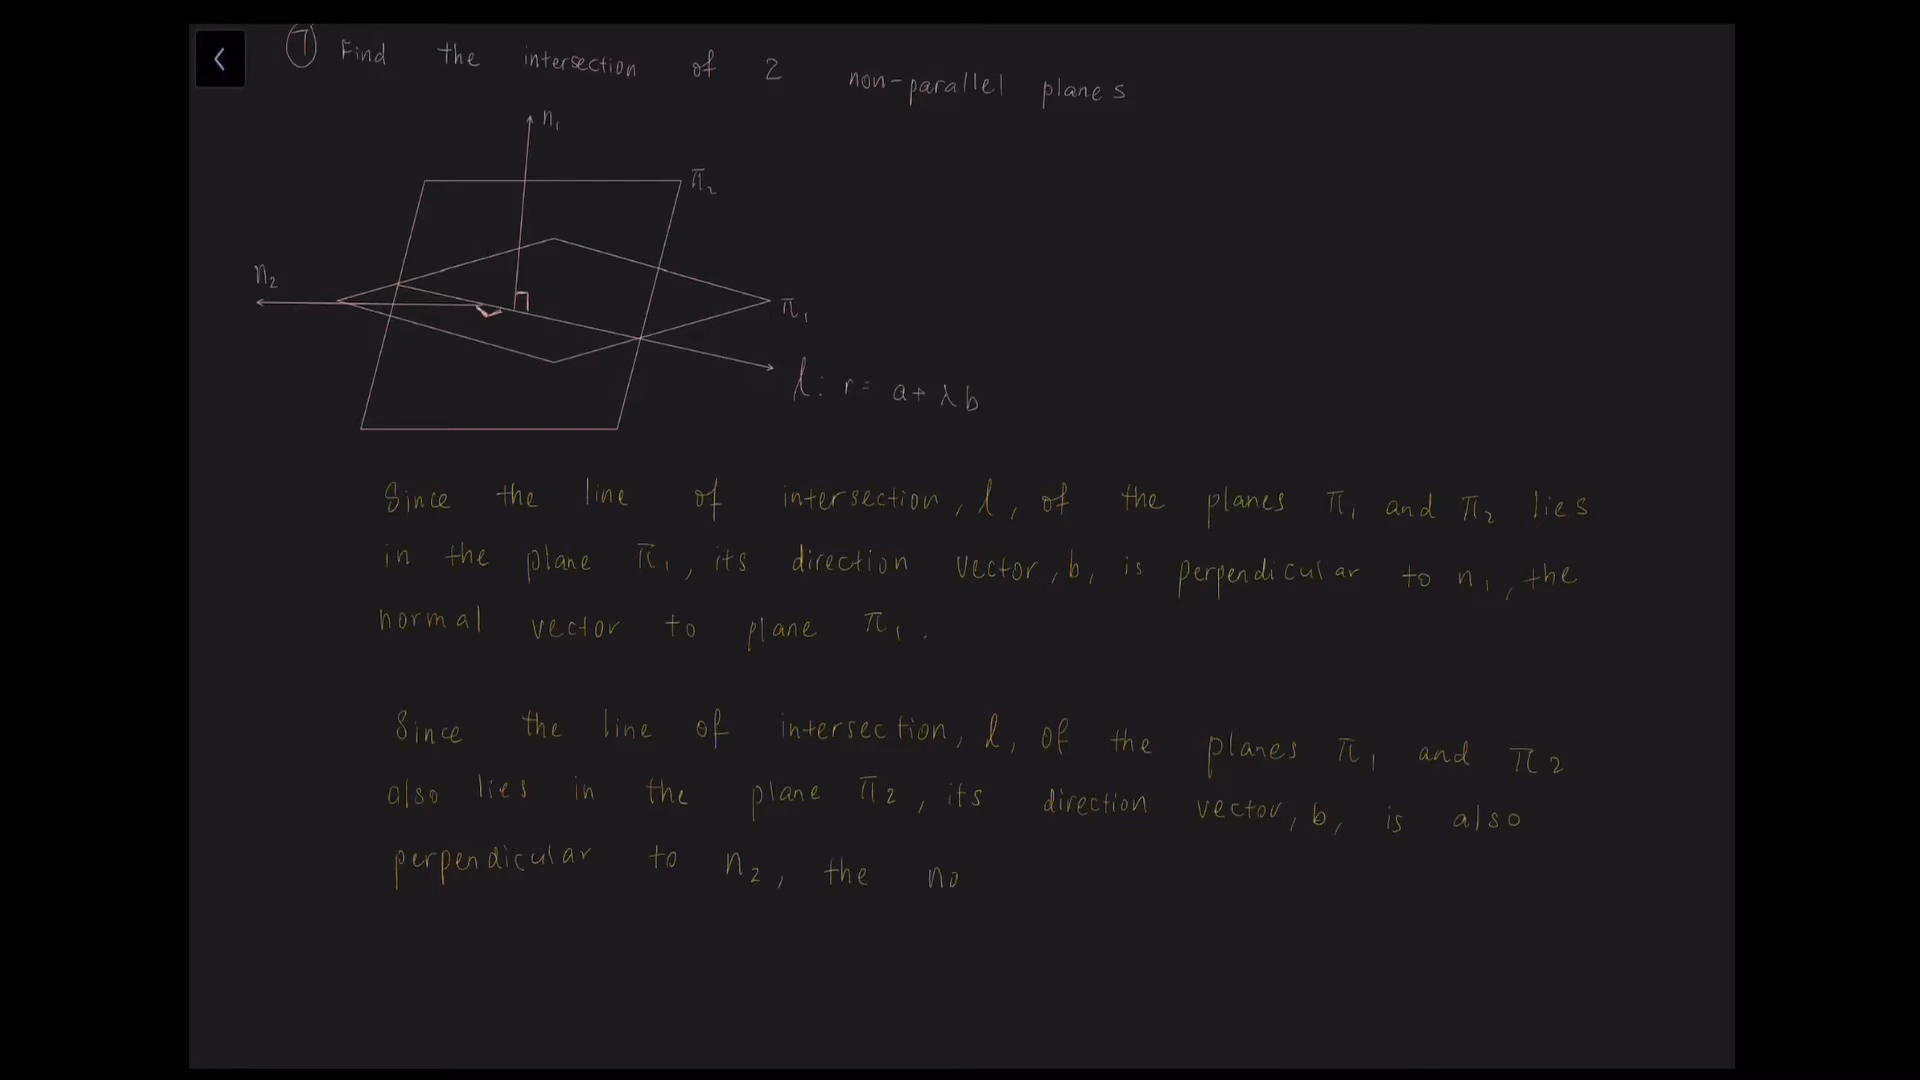 ⑦ Find the intersection of 2 non-parallel planes
n₁
π₂
n₂
π₁
l: r = a + λb
Since the line of intersection, l, of the planes π₁ and π₂ lies
in the plane π₁, its direction vector, b, is perpendicular to n₁, the
normal vector to plane π₁.
Since the line of intersection, l, of the planes π₁ and π₂
also lies in the plane π₂, its direction vector, b, is also
perpendicular to n₂, the no